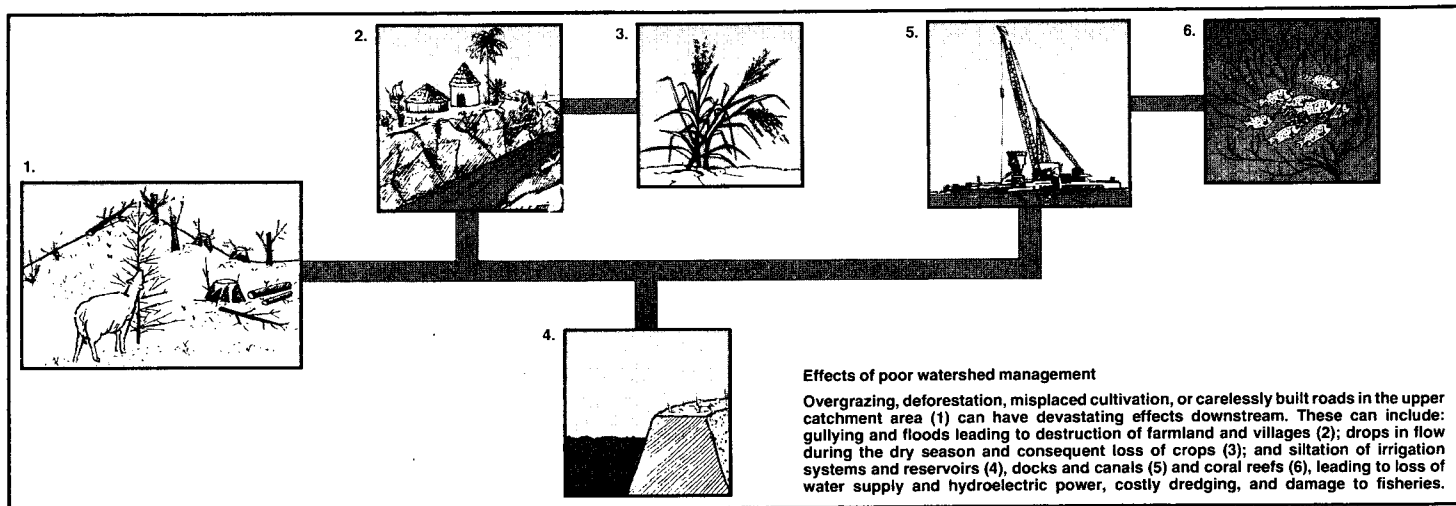 1.
2.
3.
4.
5.
6.
Effects of poor watershed management
Overgrazing, deforestation, misplaced cultivation, or carelessly built roads in the upper
catchment area (1) can have devastating effects downstream. These can include:
gullying and floods leading to destruction of farmland and villages (2); drops in flow
during the dry season and consequent loss of crops (3); and siltation of irrigation
systems and reservoirs (4), docks and canals (5) and coral reefs (6), leading to loss of
water supply and hydroelectric power, costly dredging, and damage to fisheries.